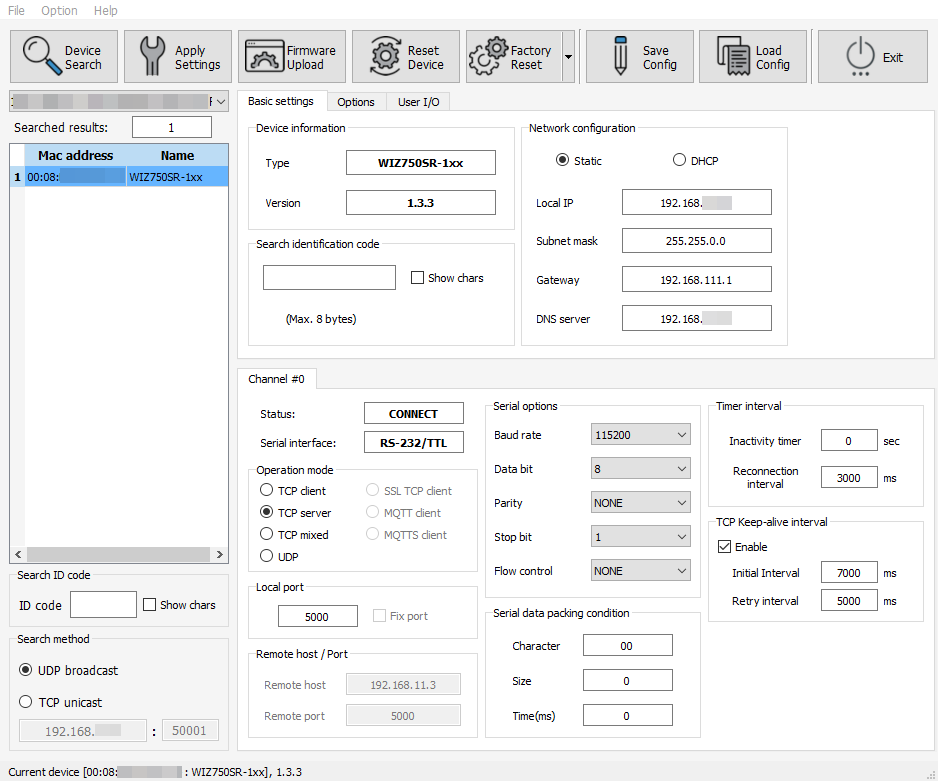 File Option Help
Device Search
Apply Settings
Firmware Upload
Reset Device
Factory Reset
Save Config
Load Config
Exit
Searched results: 1
Mac address Name
1 00:08: WIZ750SR-1xx
Search ID code
ID code Show chars
Search method
UDP broadcast
TCP unicast
192.168. : 50001
Basic settings Options User I/O
Device information
Type WIZ750SR-1xx
Version 1.3.3
Search identification code
Show chars
(Max. 8 bytes)
Network configuration
Static DHCP
Local IP 192.168.
Subnet mask 255.255.0.0
Gateway 192.168.111.1
DNS server 192.168.
Channel #0
Status: CONNECT
Serial interface: RS-232/TTL
Operation mode
TCP client SSL TCP client
TCP server MQTT client
TCP mixed MQTTS client
UDP
Local port
5000 Fix port
Remote host / Port
Remote host 192.168.11.3
Remote port 5000
Serial options
Baud rate 115200
Data bit 8
Parity NONE
Stop bit 1
Flow control NONE
Serial data packing condition
Character 00
Size 0
Time(ms) 0
Timer interval
Inactivity timer 0 sec
Reconnection interval 3000 ms
TCP Keep-alive interval
Enable
Initial Interval 7000 ms
Retry interval 5000 ms
Current device [00:08: : WIZ750SR-1xx], 1.3.3